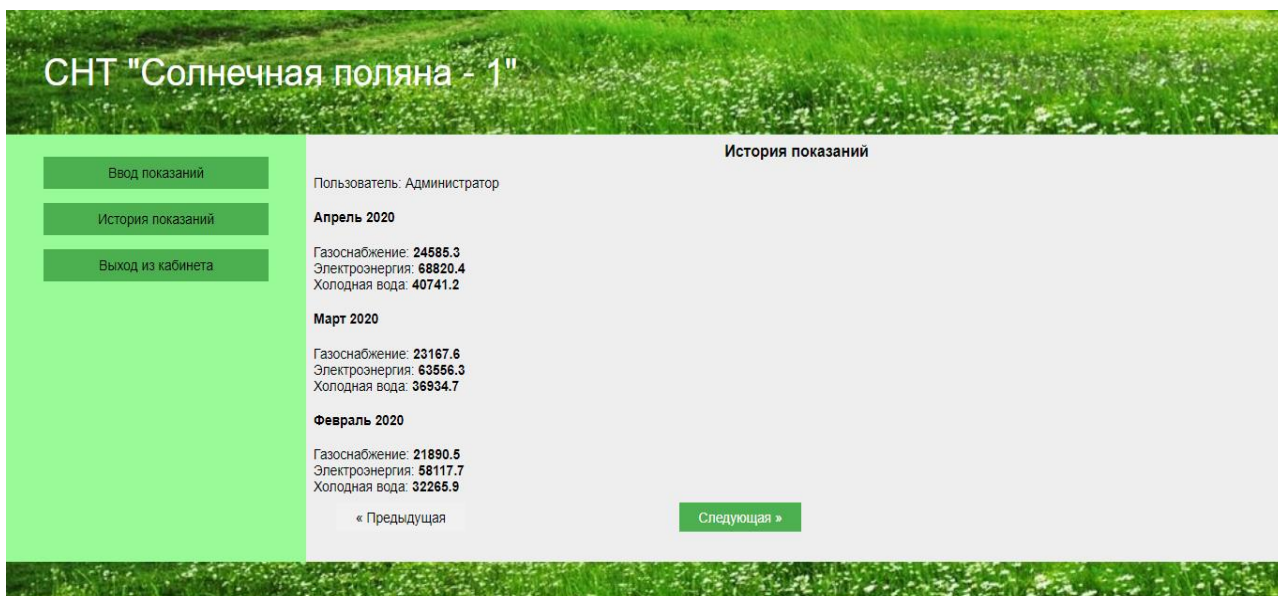 СНТ "Солнечная поляна - 1"
Ввод показаний
История показаний
Выход из кабинета
История показаний
Пользователь: Администратор
Апрель 2020
Газоснабжение: 24585.3
Электроэнергия: 68820.4
Холодная вода: 40741.2
Март 2020
Газоснабжение: 23167.6
Электроэнергия: 63556.3
Холодная вода: 36934.7
Февраль 2020
Газоснабжение: 21890.5
Электроэнергия: 58117.7
Холодная вода: 32265.9
« Предыдущая
Следующая »